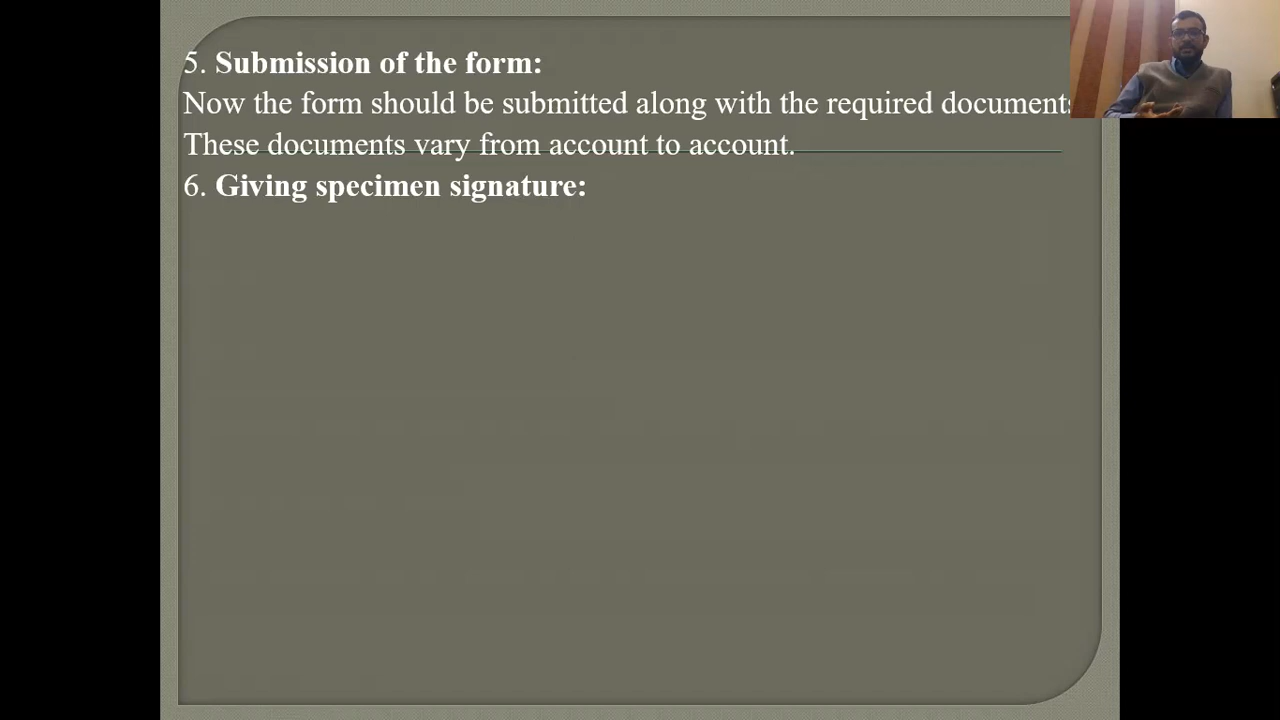 5. Submission of the form:
Now the form should be submitted along with the required documents
These documents vary from account to account.
6. Giving specimen signature: